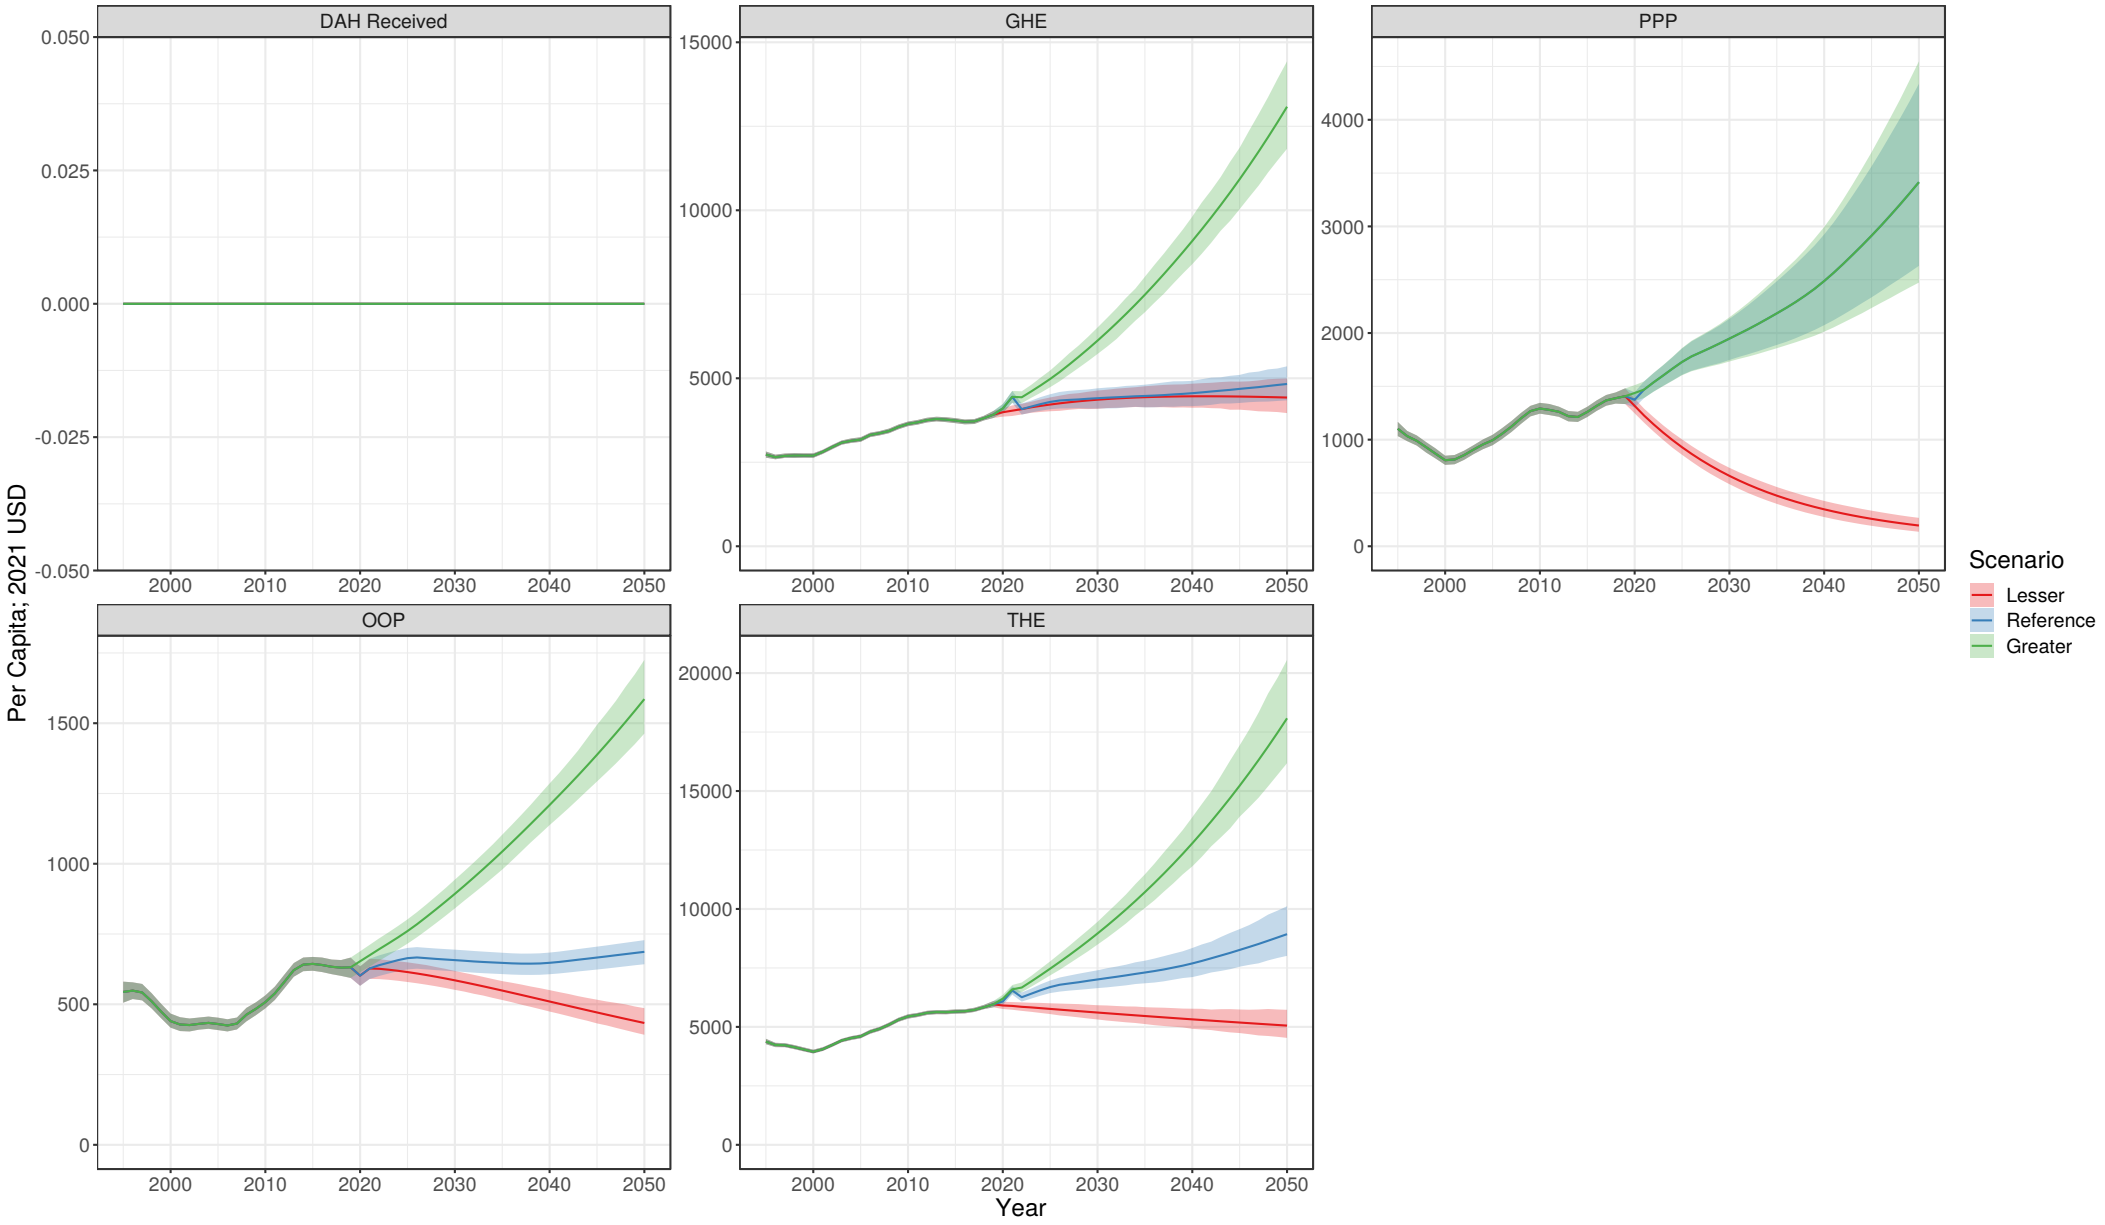 DAH Received
GHE
PPP
0.050
0.025
0.000
-0.025
-0.050
2000 2010 2020 2030 2040 2050
15000
10000
5000
0
2000 2010 2020 2030 2040 2050
4000
3000
2000
1000
0
2000 2010 2020 2030 2040 2050
OOP
THE
1500
1000
500
0
2000 2010 2020 2030 2040 2050
20000
15000
10000
5000
0
2000 2010 2020 2030 2040 2050
Per Capita; 2021 USD
Year
Scenario
Lesser
Reference
Greater